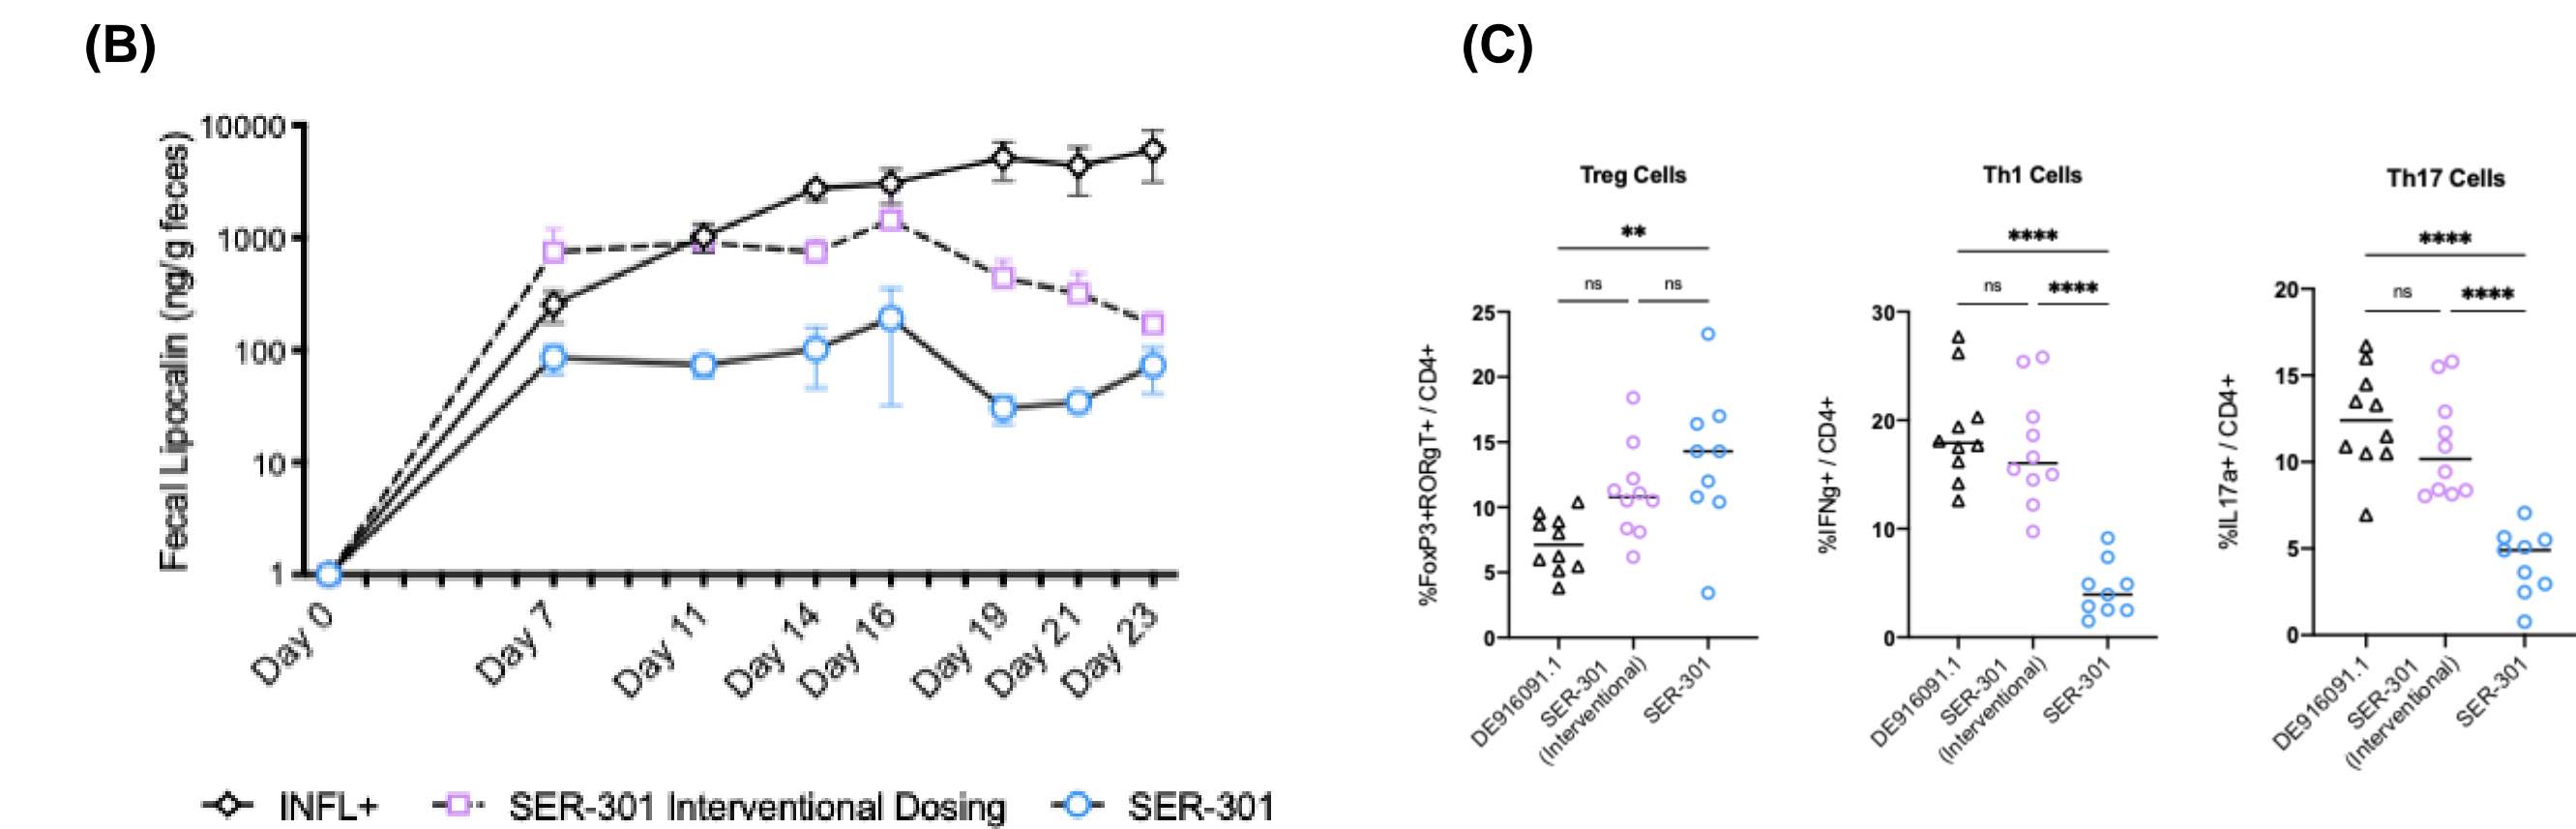 (B)
Fecal Lipocalin (ng/g feces)
10000
1000
100
10
1
Day 0
Day 7
Day 11
Day 14
Day 16
Day 19
Day 21
Day 23
INFL+
SER-301 Interventional Dosing
SER-301
(C)
Treg Cells
**
ns
ns
%FoxP3+RORgT+ / CD4+
25
20
15
10
5
0
DE916091.1
SER-301
(Interventional)
SER-301
Th1 Cells
****
ns
****
%IFNg+ / CD4+
30
20
10
0
DE916091.1
SER-301
(Interventional)
SER-301
Th17 Cells
****
ns
****
%IL17a+ / CD4+
20
15
10
5
0
DE916091.1
SER-301
(Interventional)
SER-301